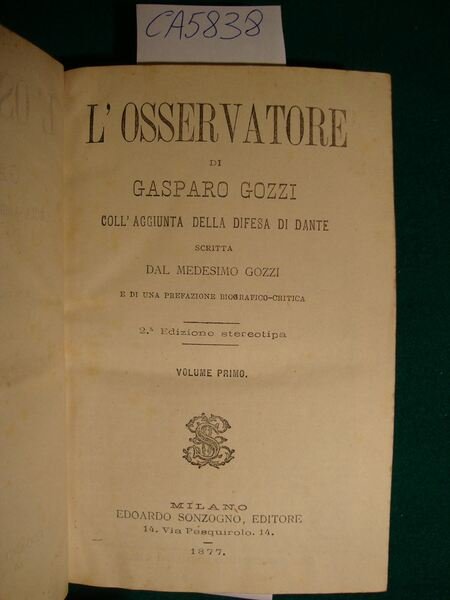 CA5838
L'OSSERVATORE
DI
GASPARO GOZZI
COLL'AGGIUNTA DELLA DIFESA DI DANTE
SCRITTA
DAL MEDESIMO GOZZI
E DI UNA PREFAZIONE BIOGRAFICO-CRITICA
2.ª Edizione stereotipa
VOLUME PRIMO.
MILANO
EDOARDO SONZOGNO, EDITORE
14. Via Pasquirolo. 14.
1877.